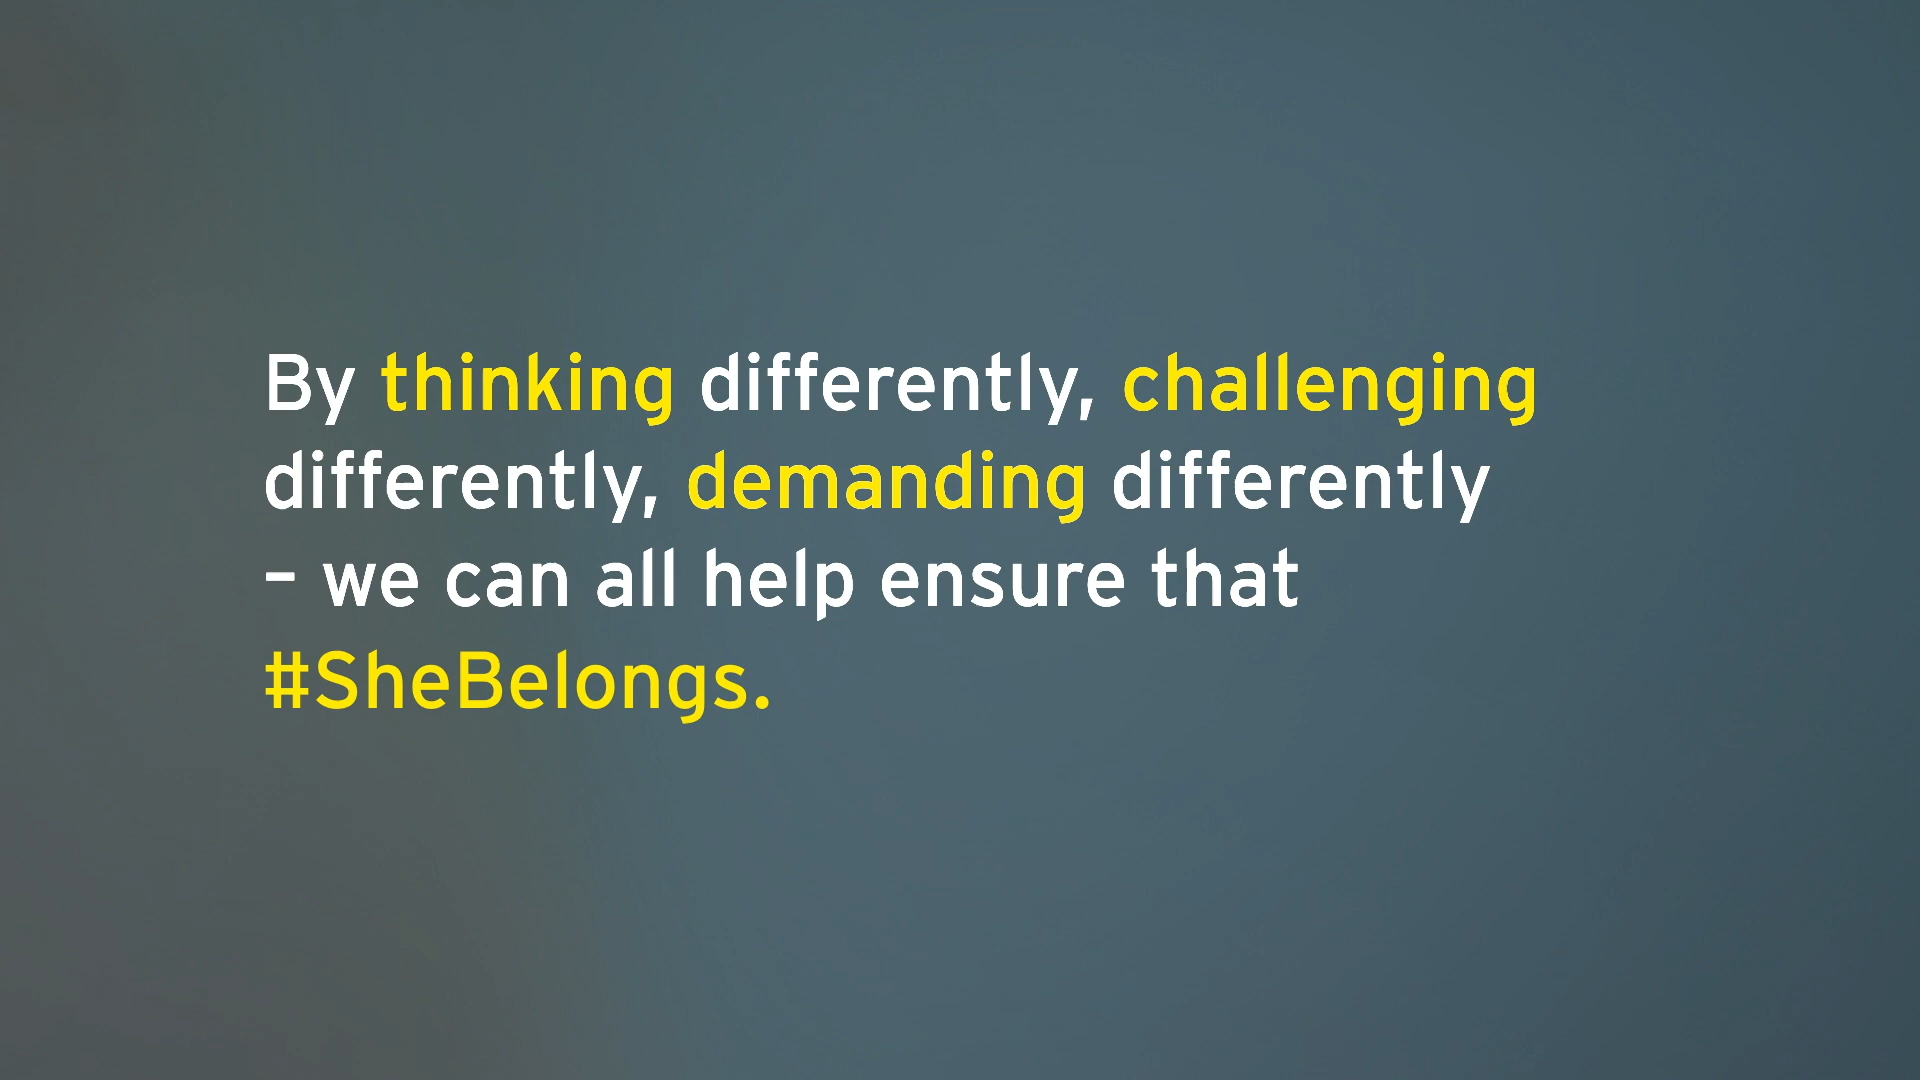 By thinking differently, challenging
differently, demanding differently
– we can all help ensure that
#SheBelongs.